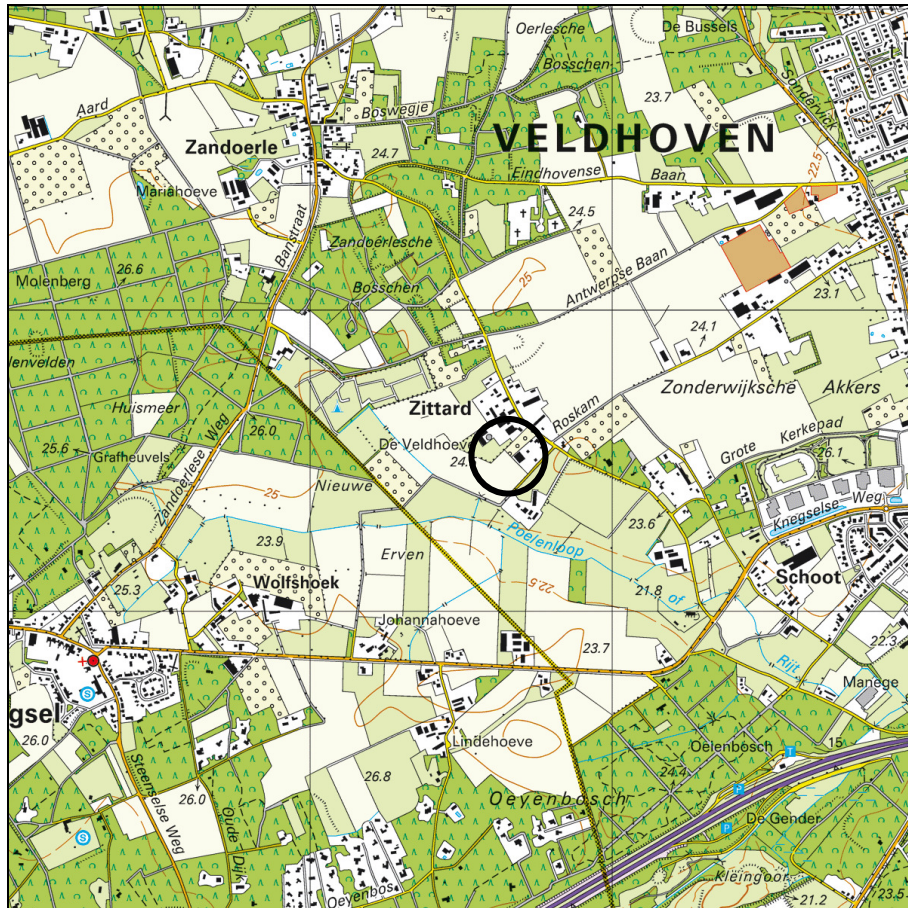 Oerlesche
Bosschen
De Bussels
Sonderwick
Aard
Boswegje
23.7
Zandoerle
VELDHOVEN
24.7
Mariahoeve
Eindhovense Baan
22.5
Banstraat
24.5
Zandoerlesche
Bosschen
Molenberg
26.6
25
Antwerpse Baan
23.1
24.1
lenvelden
Huismeer
Zittard
Zonderwijksche Akkers
Roskam
25.6
Grafheuvels
26.0
De Veldhoeve
24.
Grote Kerkepad
26.1
Zandoerlese Weg
25
Nieuwe
Erven
Knegselse Weg
23.9
Poelenloop
of
Rijt
23.6
25.3
Wolfshoek
22.5
21.8
Schoot
Johannahoeve
23.7
22.3
gsel
26.0
S
Manege
Lindehoeve
Oelenbosch
15
T
Steenselse Weg
26.0
26.8
24.4
P
Oude Dijk
Oeyenbosch
De Gender
P
S
Kleingoor
Oeyenbos
21.2
23.5